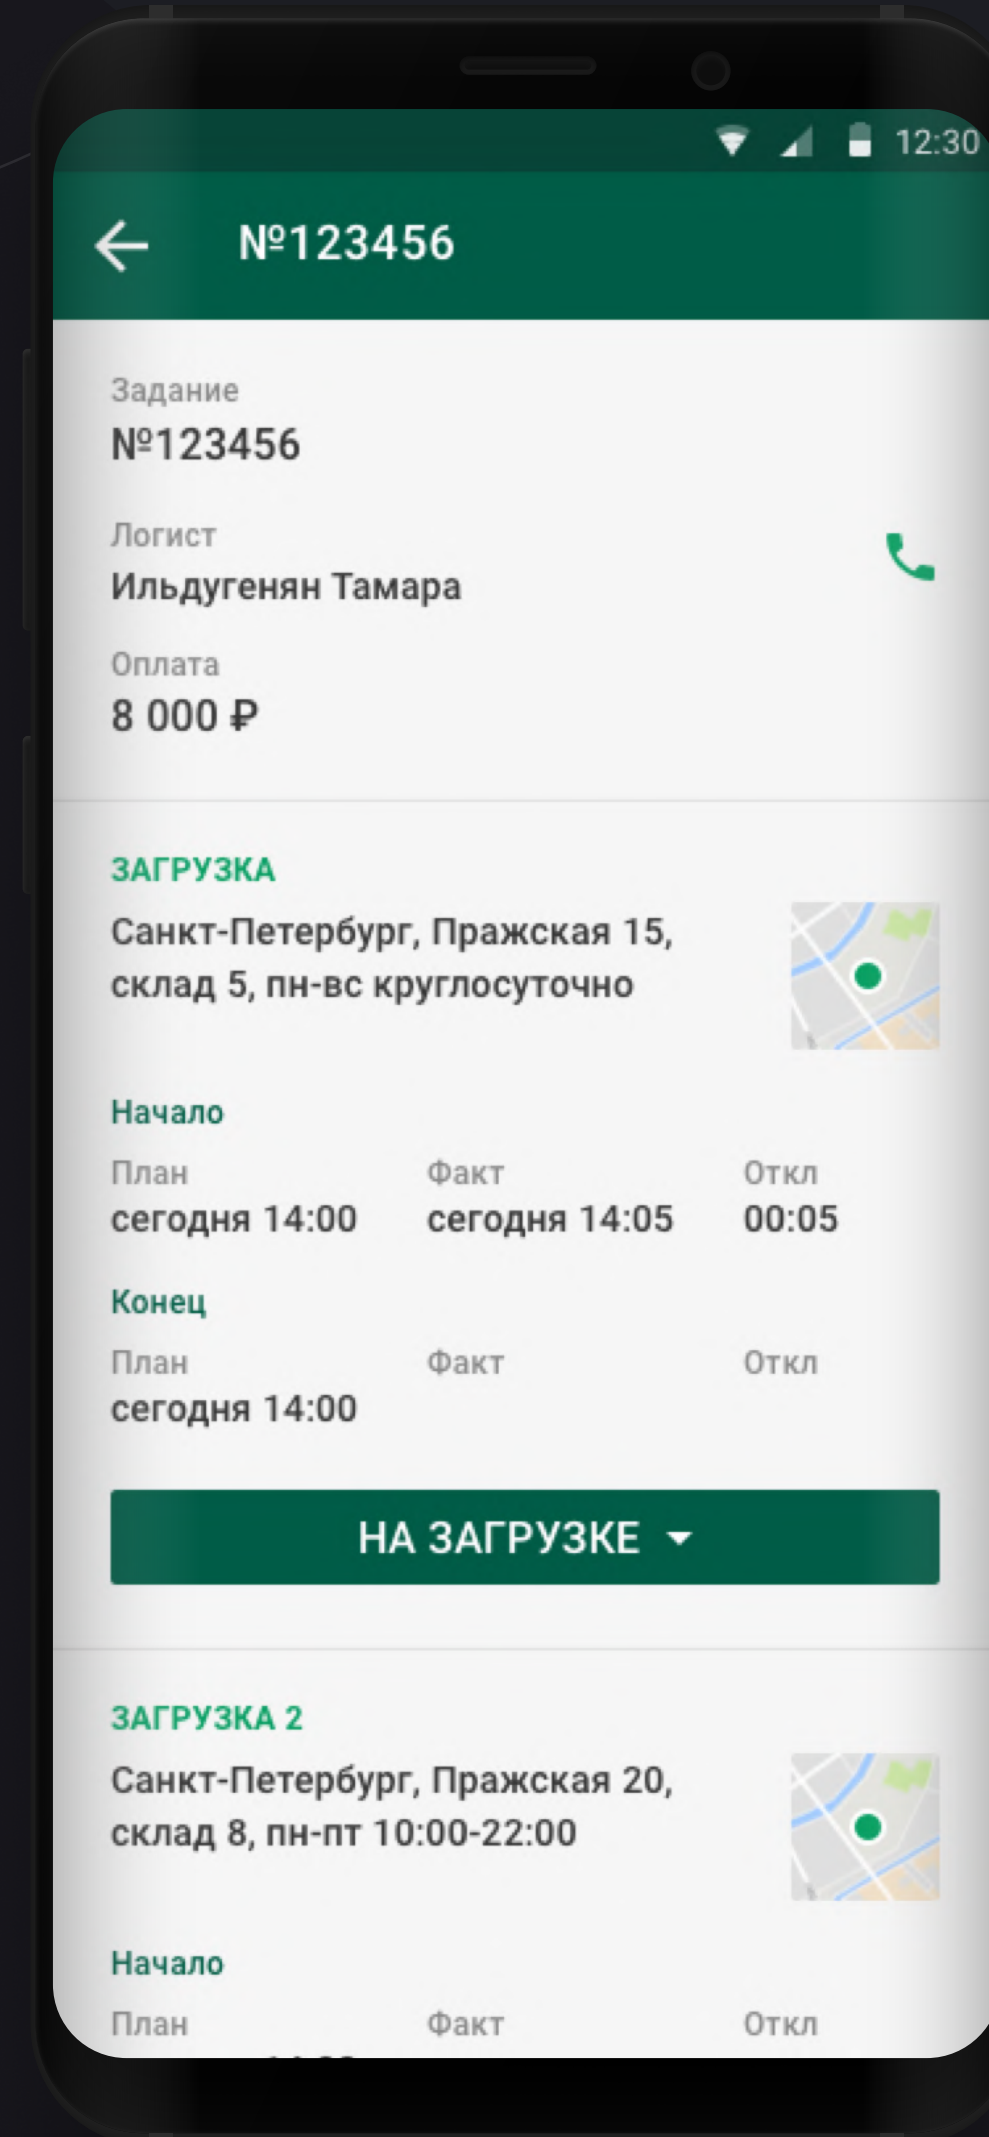 12:30
№123456
Задание
№123456
Логист
Ильдугенян Тамара
Оплата
8 000 ₽
ЗАГРУЗКА
Санкт-Петербург, Пражская 15,
склад 5, пн-вс круглосуточно
Начало
План Факт Откл
сегодня 14:00 сегодня 14:05 00:05
Конец
План Факт Откл
сегодня 14:00
НА ЗАГРУЗКЕ
ЗАГРУЗКА 2
Санкт-Петербург, Пражская 20,
склад 8, пн-пт 10:00-22:00
Начало
План Факт Откл